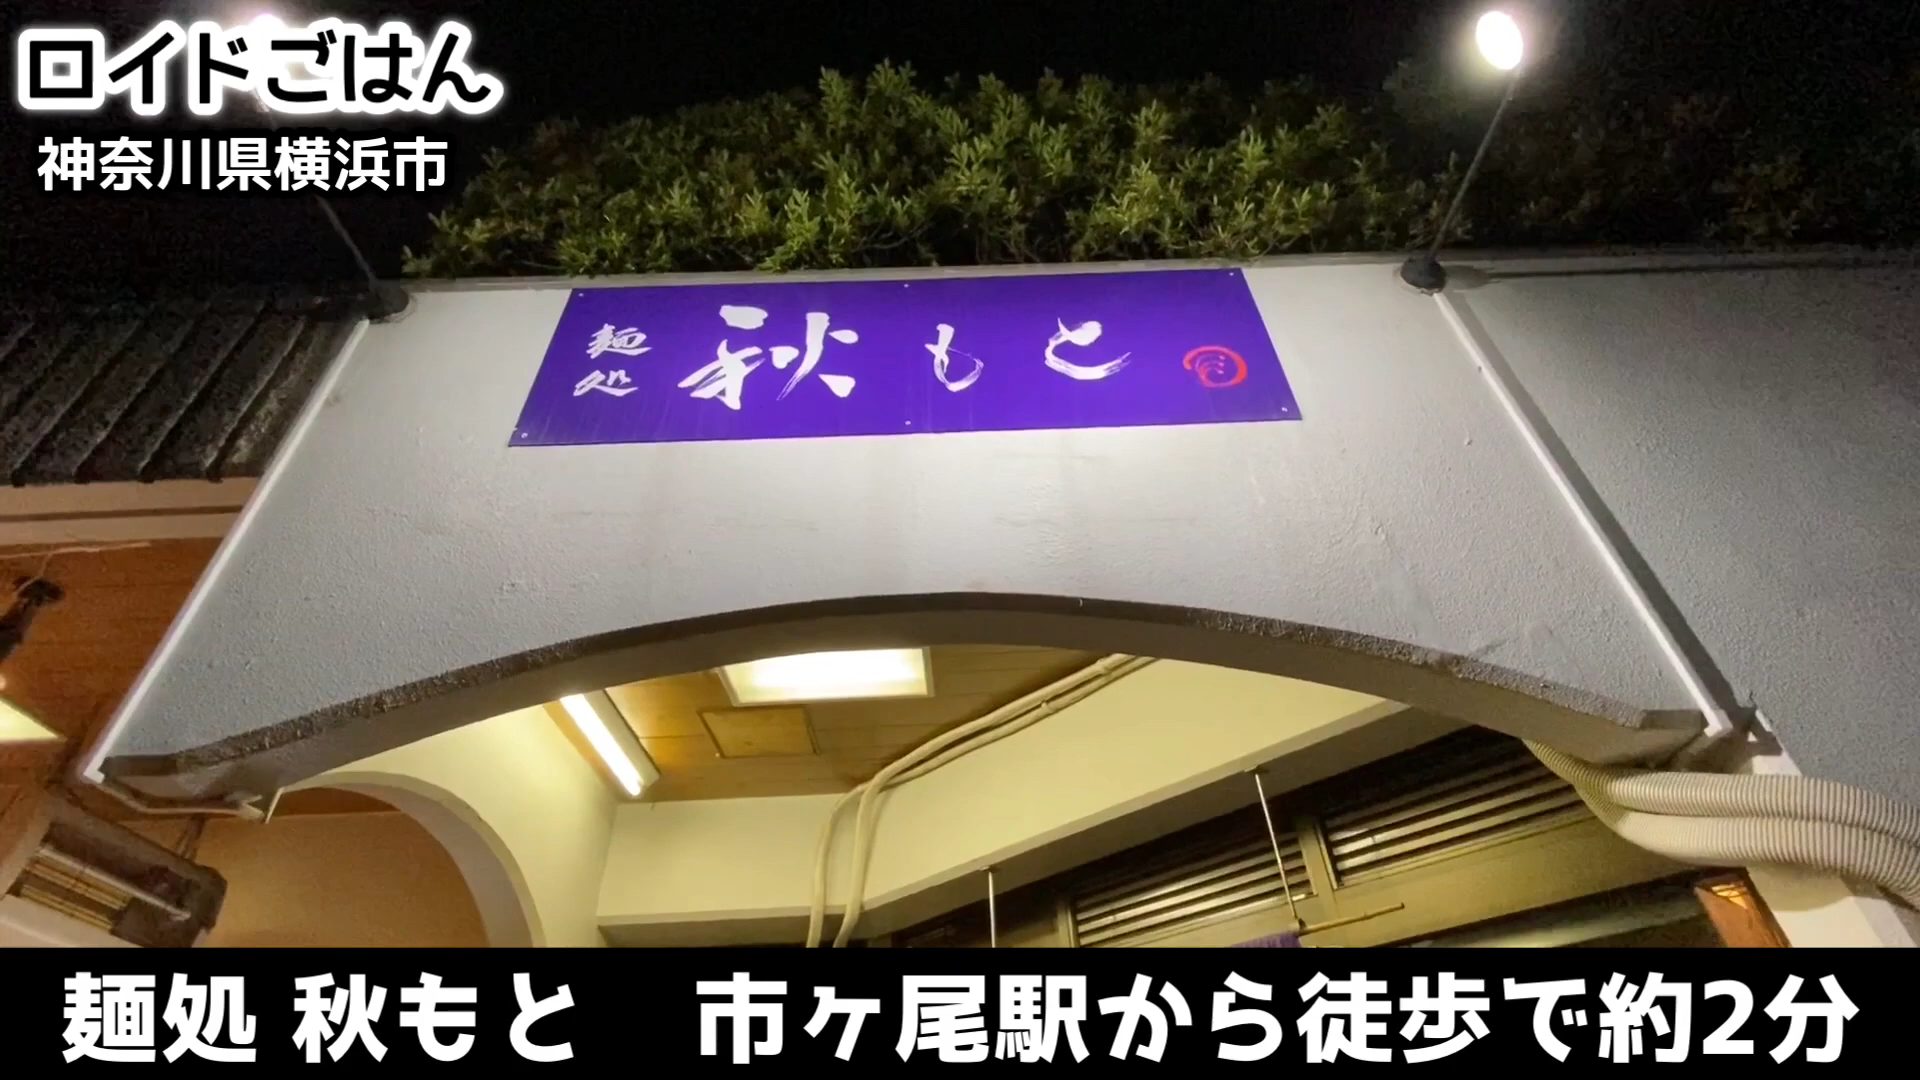 ロイドごはん
神奈川県横浜市
麺処
秋もと
麺処 秋もと 市ヶ尾駅から徒歩で約2分